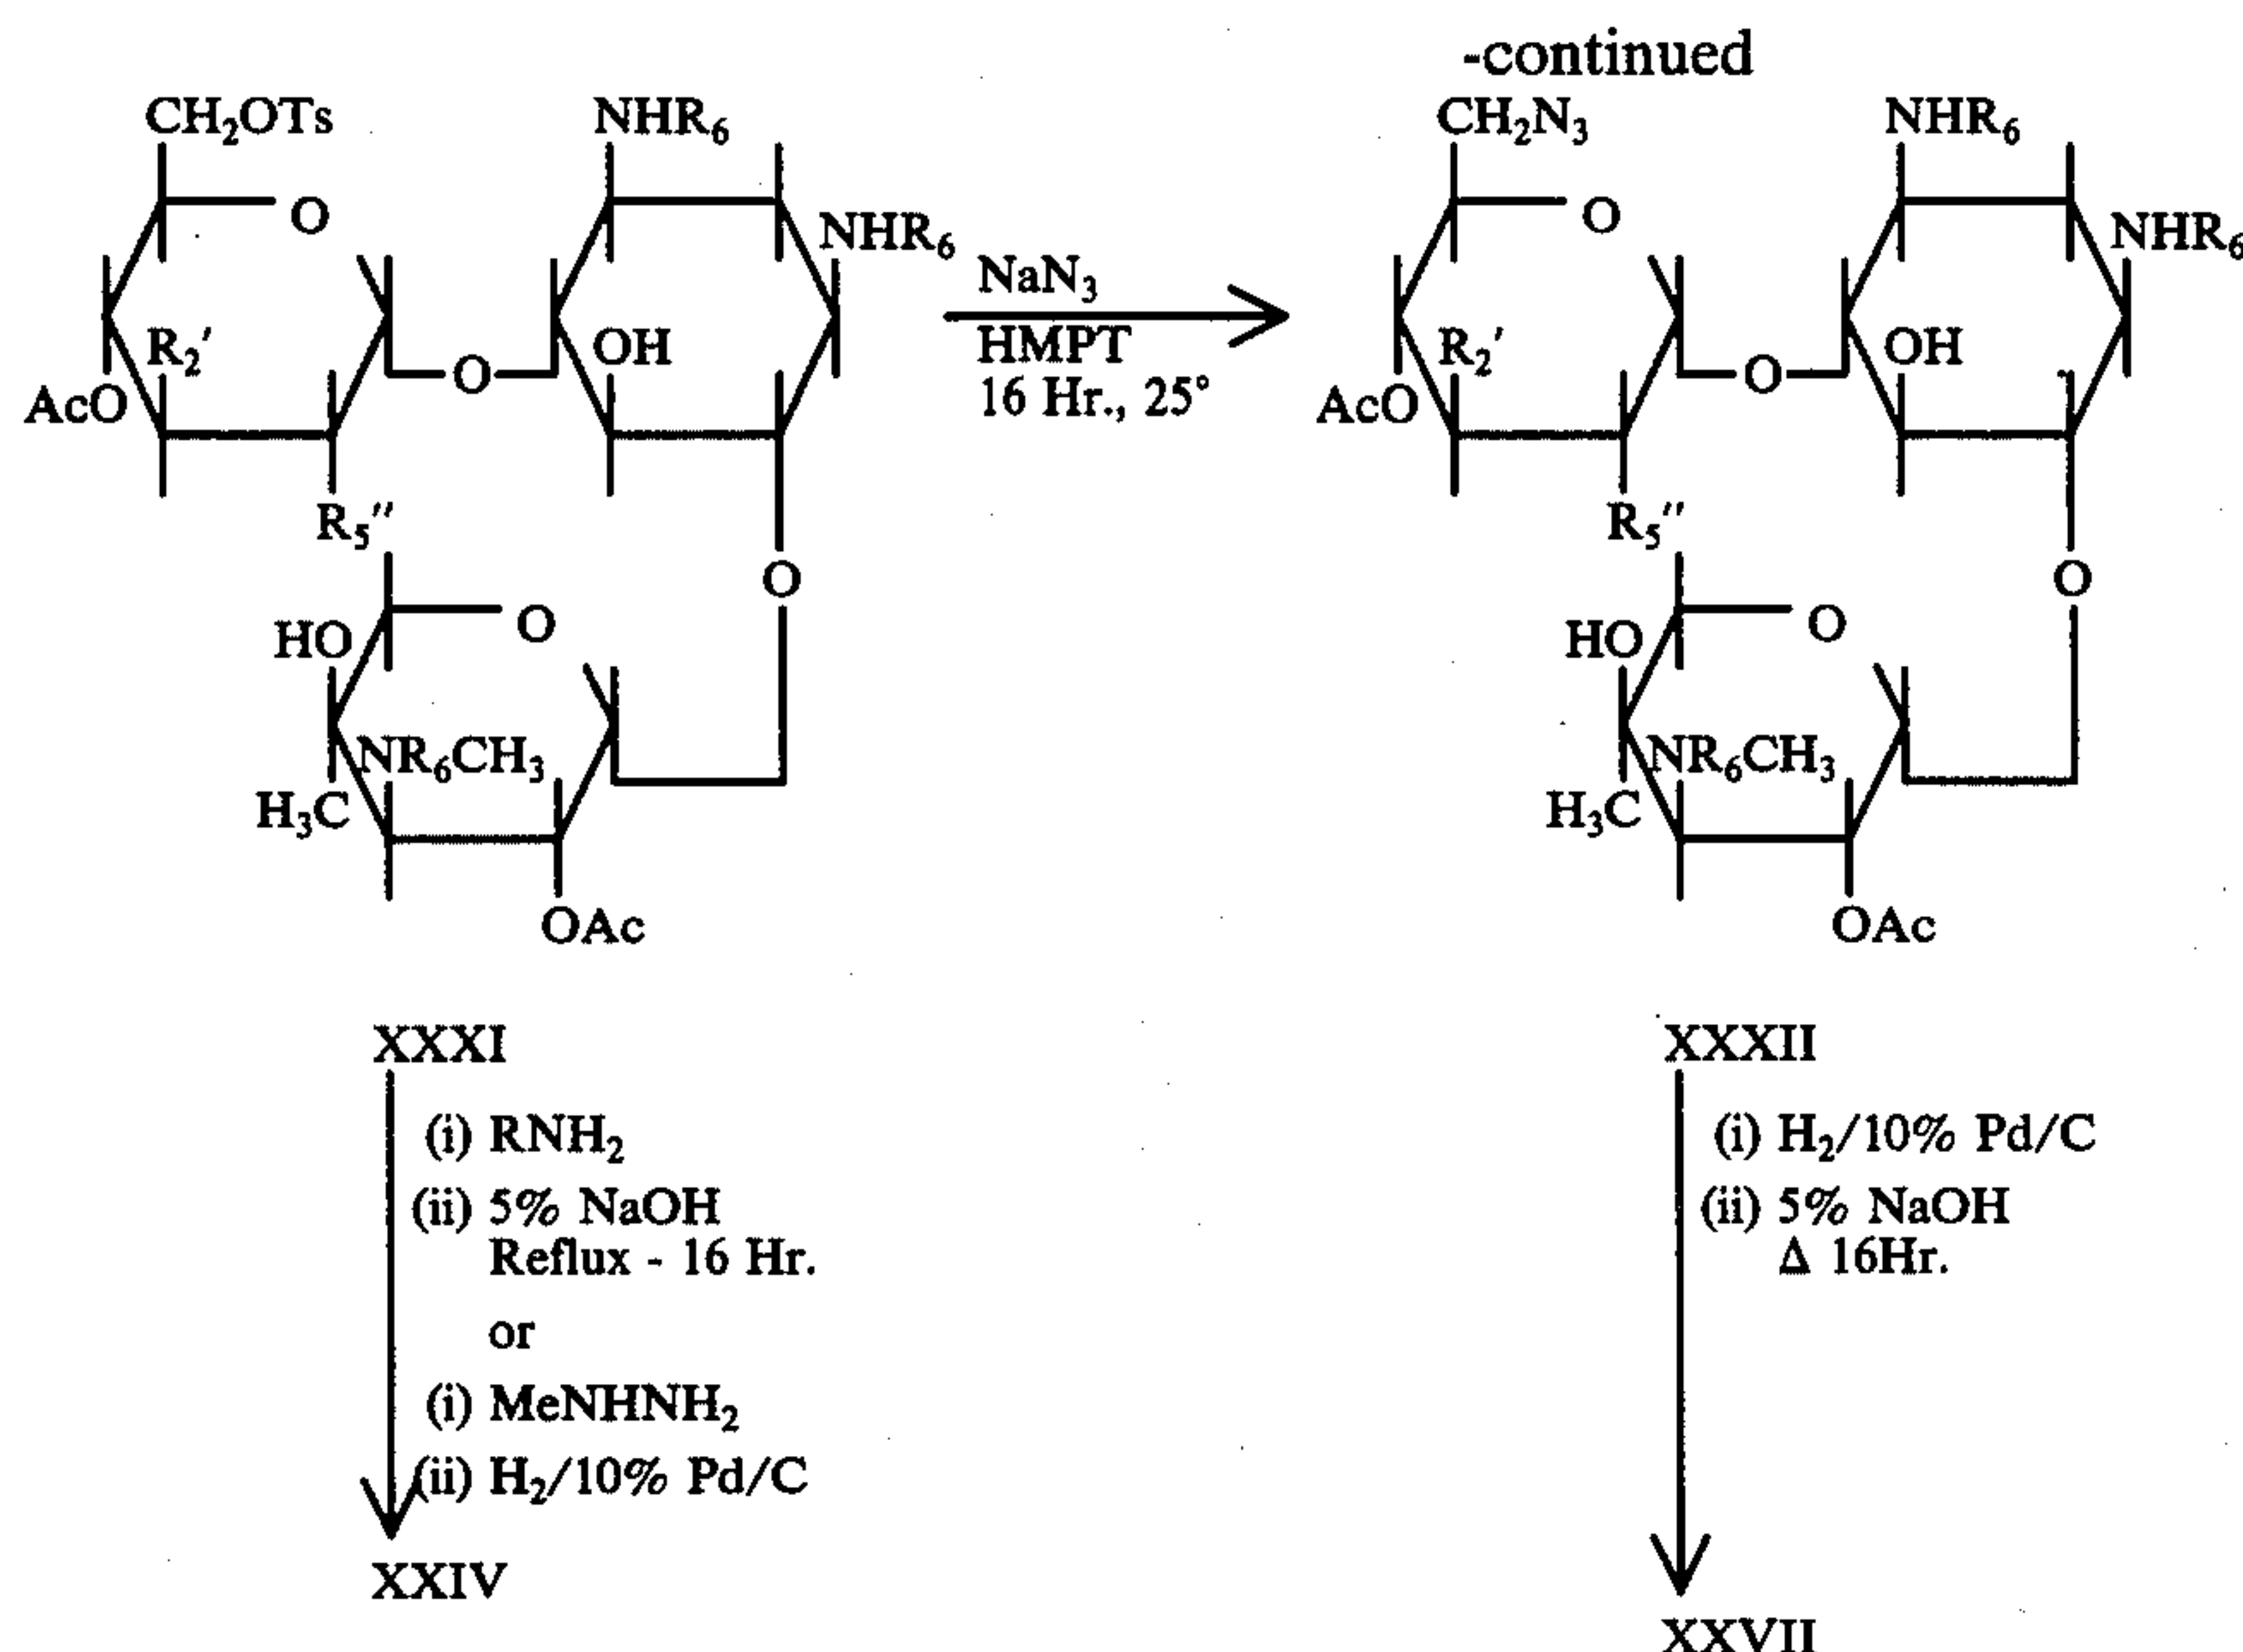 -continued
CH₂OTs
NHR₆
O
NHR₆
R₂′
OH
O
AcO
R₅″
O
HO
O
NR₆CH₃
H₃C
OAc
XXXI
NaN₃
HMPT
16 Hr., 25°
CH₂N₃
NHR₆
O
NHR₆
R₂′
OH
O
AcO
R₅″
O
HO
O
NR₆CH₃
H₃C
OAc
XXXII
(i) RNH₂
(ii) 5% NaOH
Reflux - 16 Hr.
or
(i) MeNHNH₂
(ii) H₂/10% Pd/C
XXIV
(i) H₂/10% Pd/C
(ii) 5% NaOH
Δ 16Hr.
XXVII